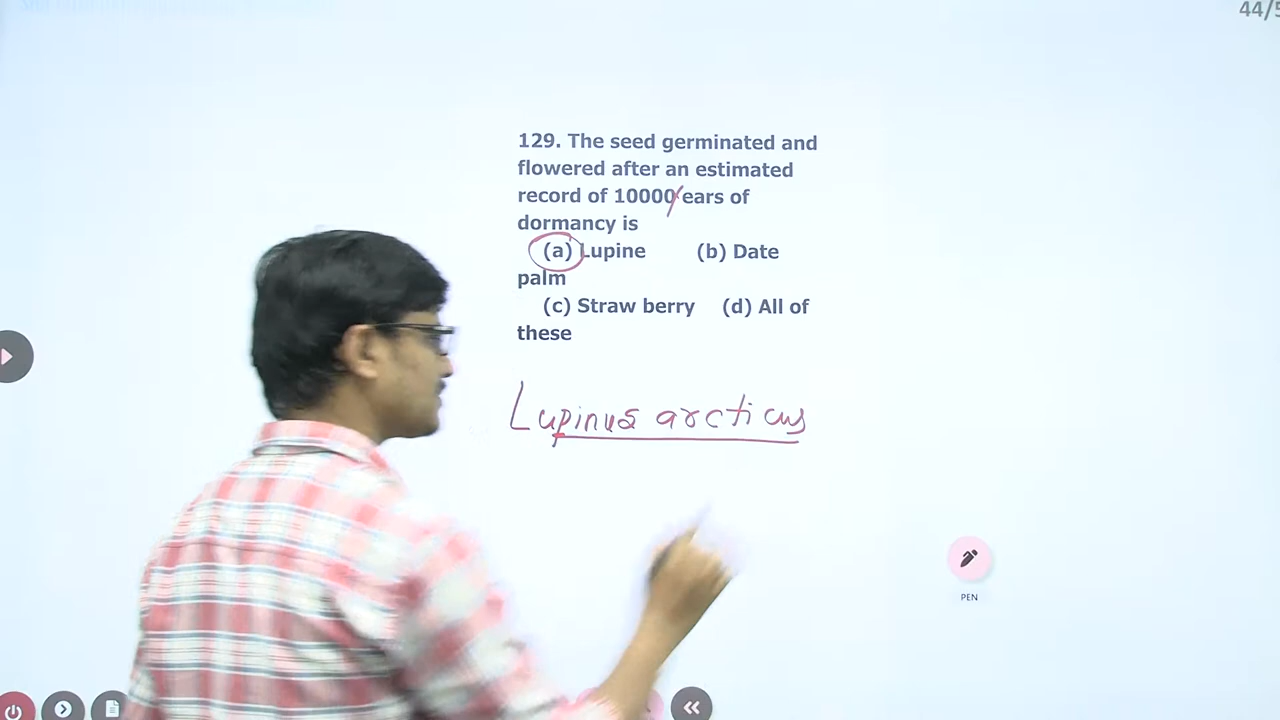 44/5
129. The seed germinated and
flowered after an estimated
record of 10000 ears of
dormancy is
(a) Lupine (b) Date
palm
(c) Straw berry (d) All of
these
Lupinus arcticus
PEN